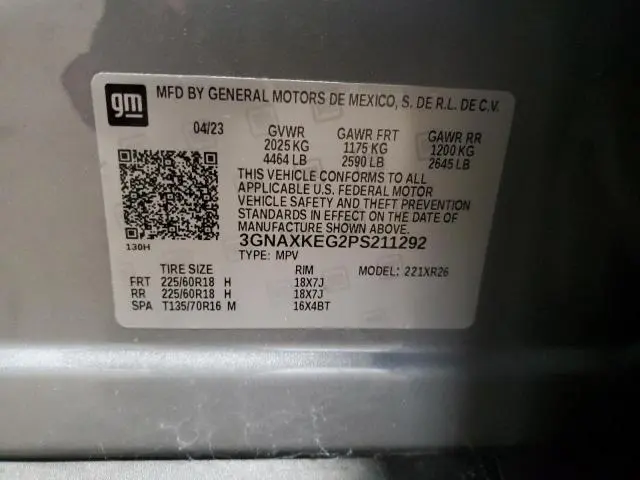 gm
MFD BY GENERAL MOTORS DE MEXICO, S. DE R.L. DE C.V.
04/23 GVWR GAWR FRT GAWR RR
2025 KG 1175 KG 1200 KG
4464 LB 2590 LB 2645 LB
THIS VEHICLE CONFORMS TO ALL
APPLICABLE U.S. FEDERAL MOTOR
VEHICLE SAFETY AND THEFT PREVENTION
STANDARDS IN EFFECT ON THE DATE OF
MANUFACTURE SHOWN ABOVE.
130H
3GNAXKEG2PS211292
TYPE: MPV
TIRE SIZE RIM MODEL: 221XR26
FRT 225/60R18 H 18X7J
RR 225/60R18 H 18X7J
SPA T135/70R16 M 16X4BT